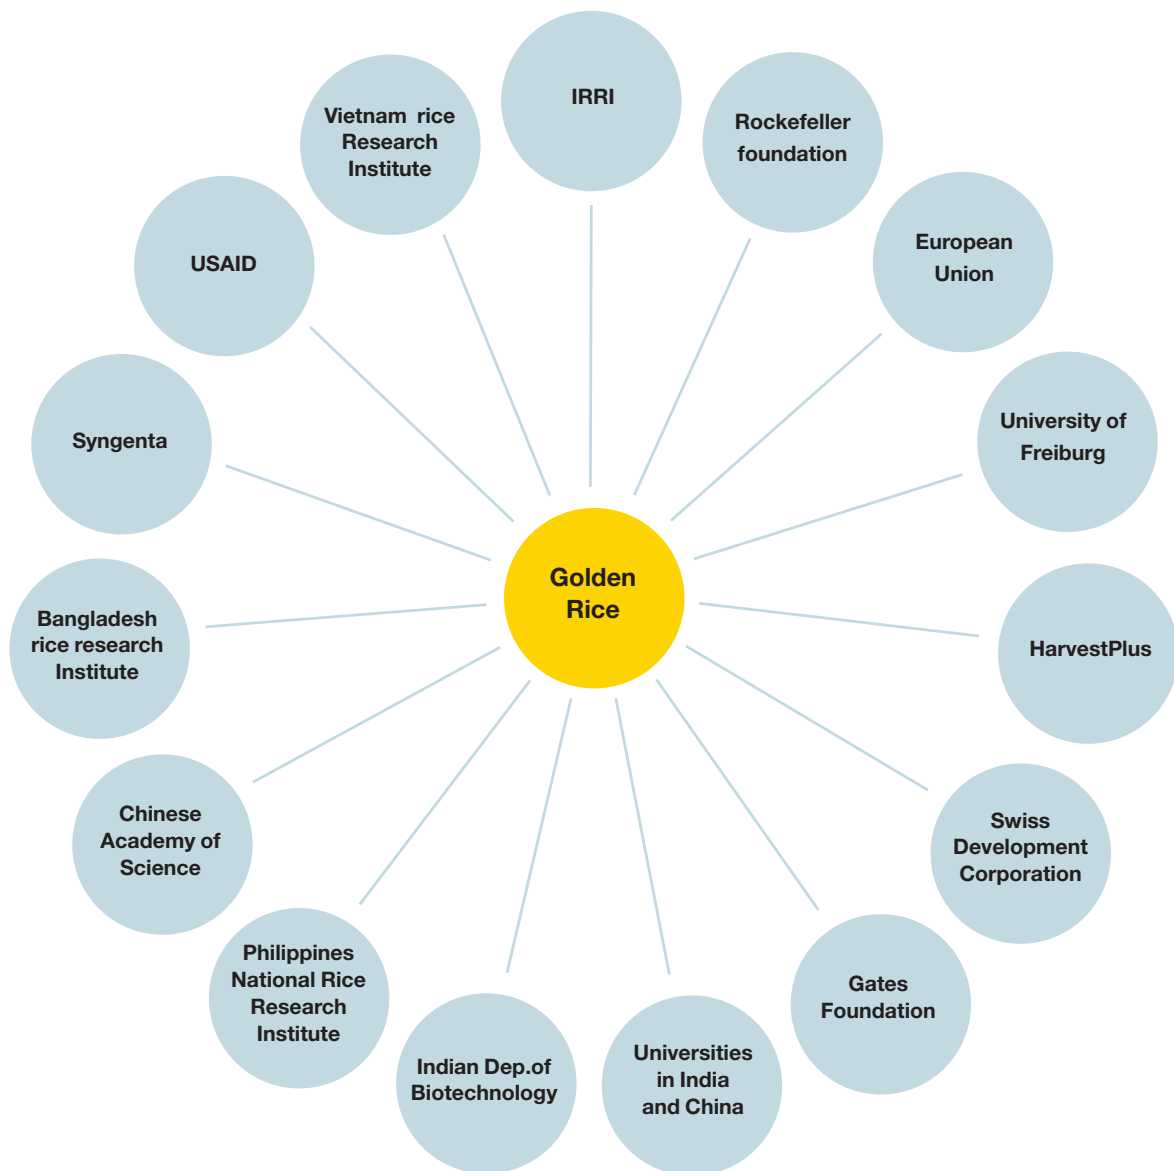 IRRI
Rockefeller
foundation
European
Union
University of
Freiburg
HarvestPlus
Swiss
Development
Corporation
Gates
Foundation
Universities
in India
and China
Indian Dep.of
Biotechnology
Philippines
National Rice
Research
Institute
Chinese
Academy of
Science
Bangladesh
rice research
Institute
Syngenta
USAID
Vietnam rice
Research
Institute
Golden
Rice